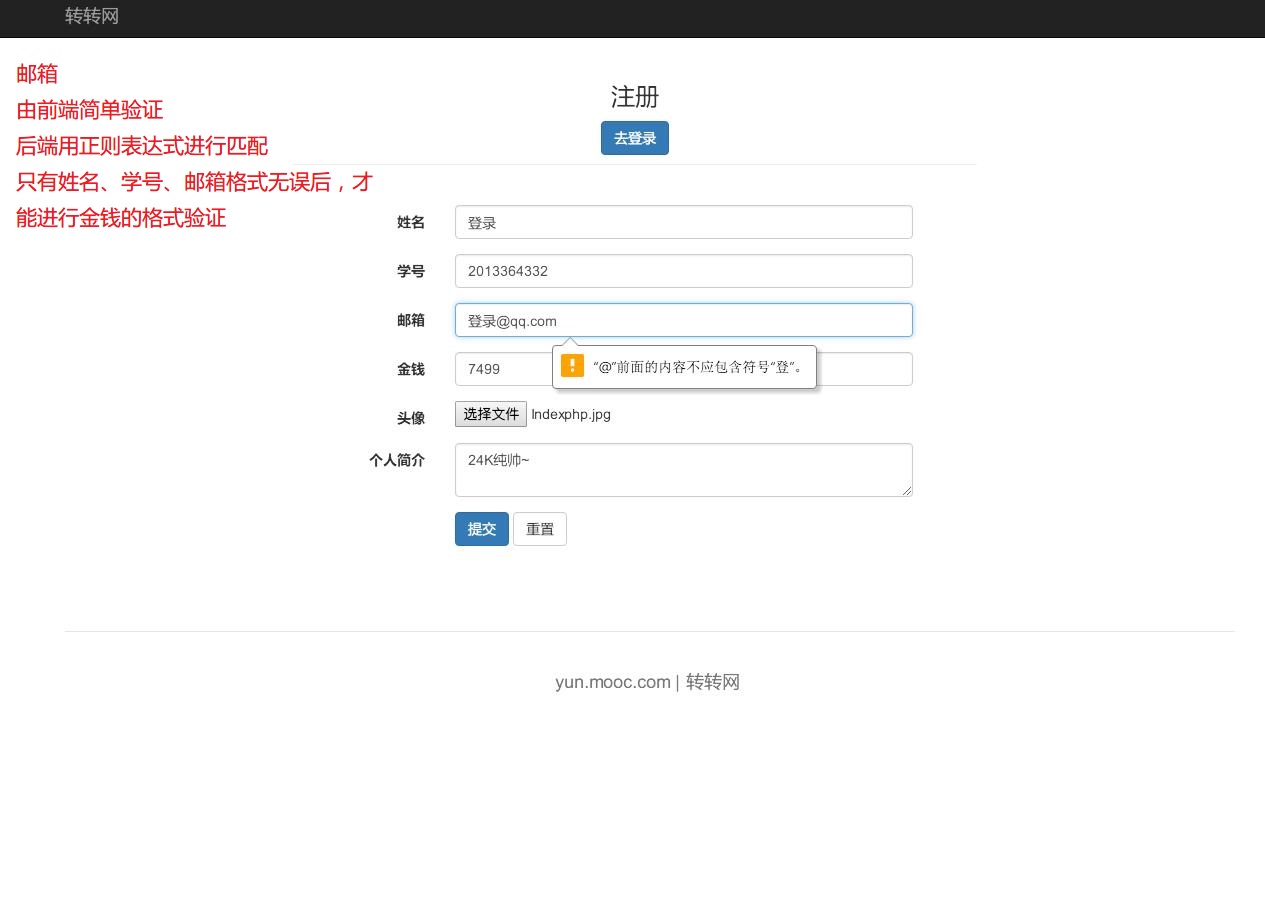 转转网
邮箱
由前端简单验证
后端用正则表达式进行匹配
只有姓名、学号、邮箱格式无误后，才
能进行金钱的格式验证
注册
去登录
姓名 登录
学号 2013364332
邮箱 登录@qq.com
“@”前面的内容不应包含符号“登”。
金钱 7499
头像 选择文件 Indexphp.jpg
个人简介 24K纯帅~
提交 重置
yun.mooc.com | 转转网